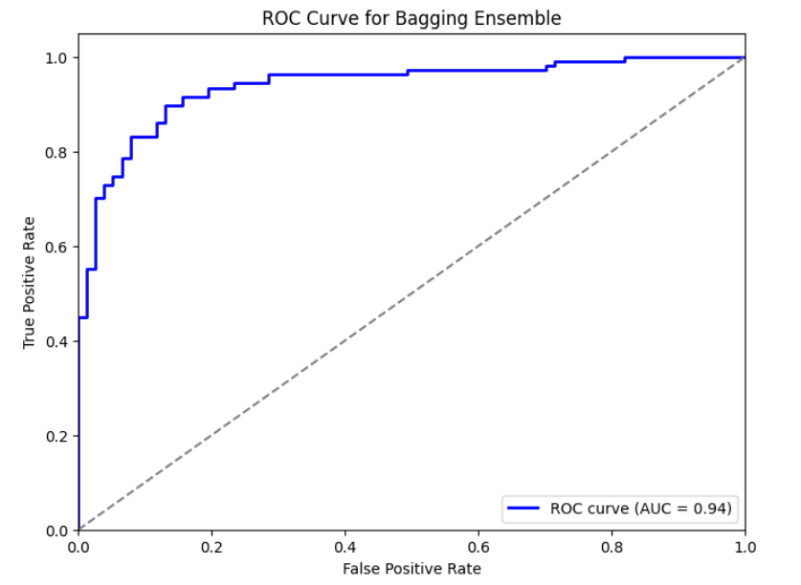 ROC Curve for Bagging Ensemble
1.0
0.8
0.6
0.4
0.2
0.0
True Positive Rate
ROC curve (AUC = 0.94)
0.0 0.2 0.4 0.6 0.8 1.0
False Positive Rate